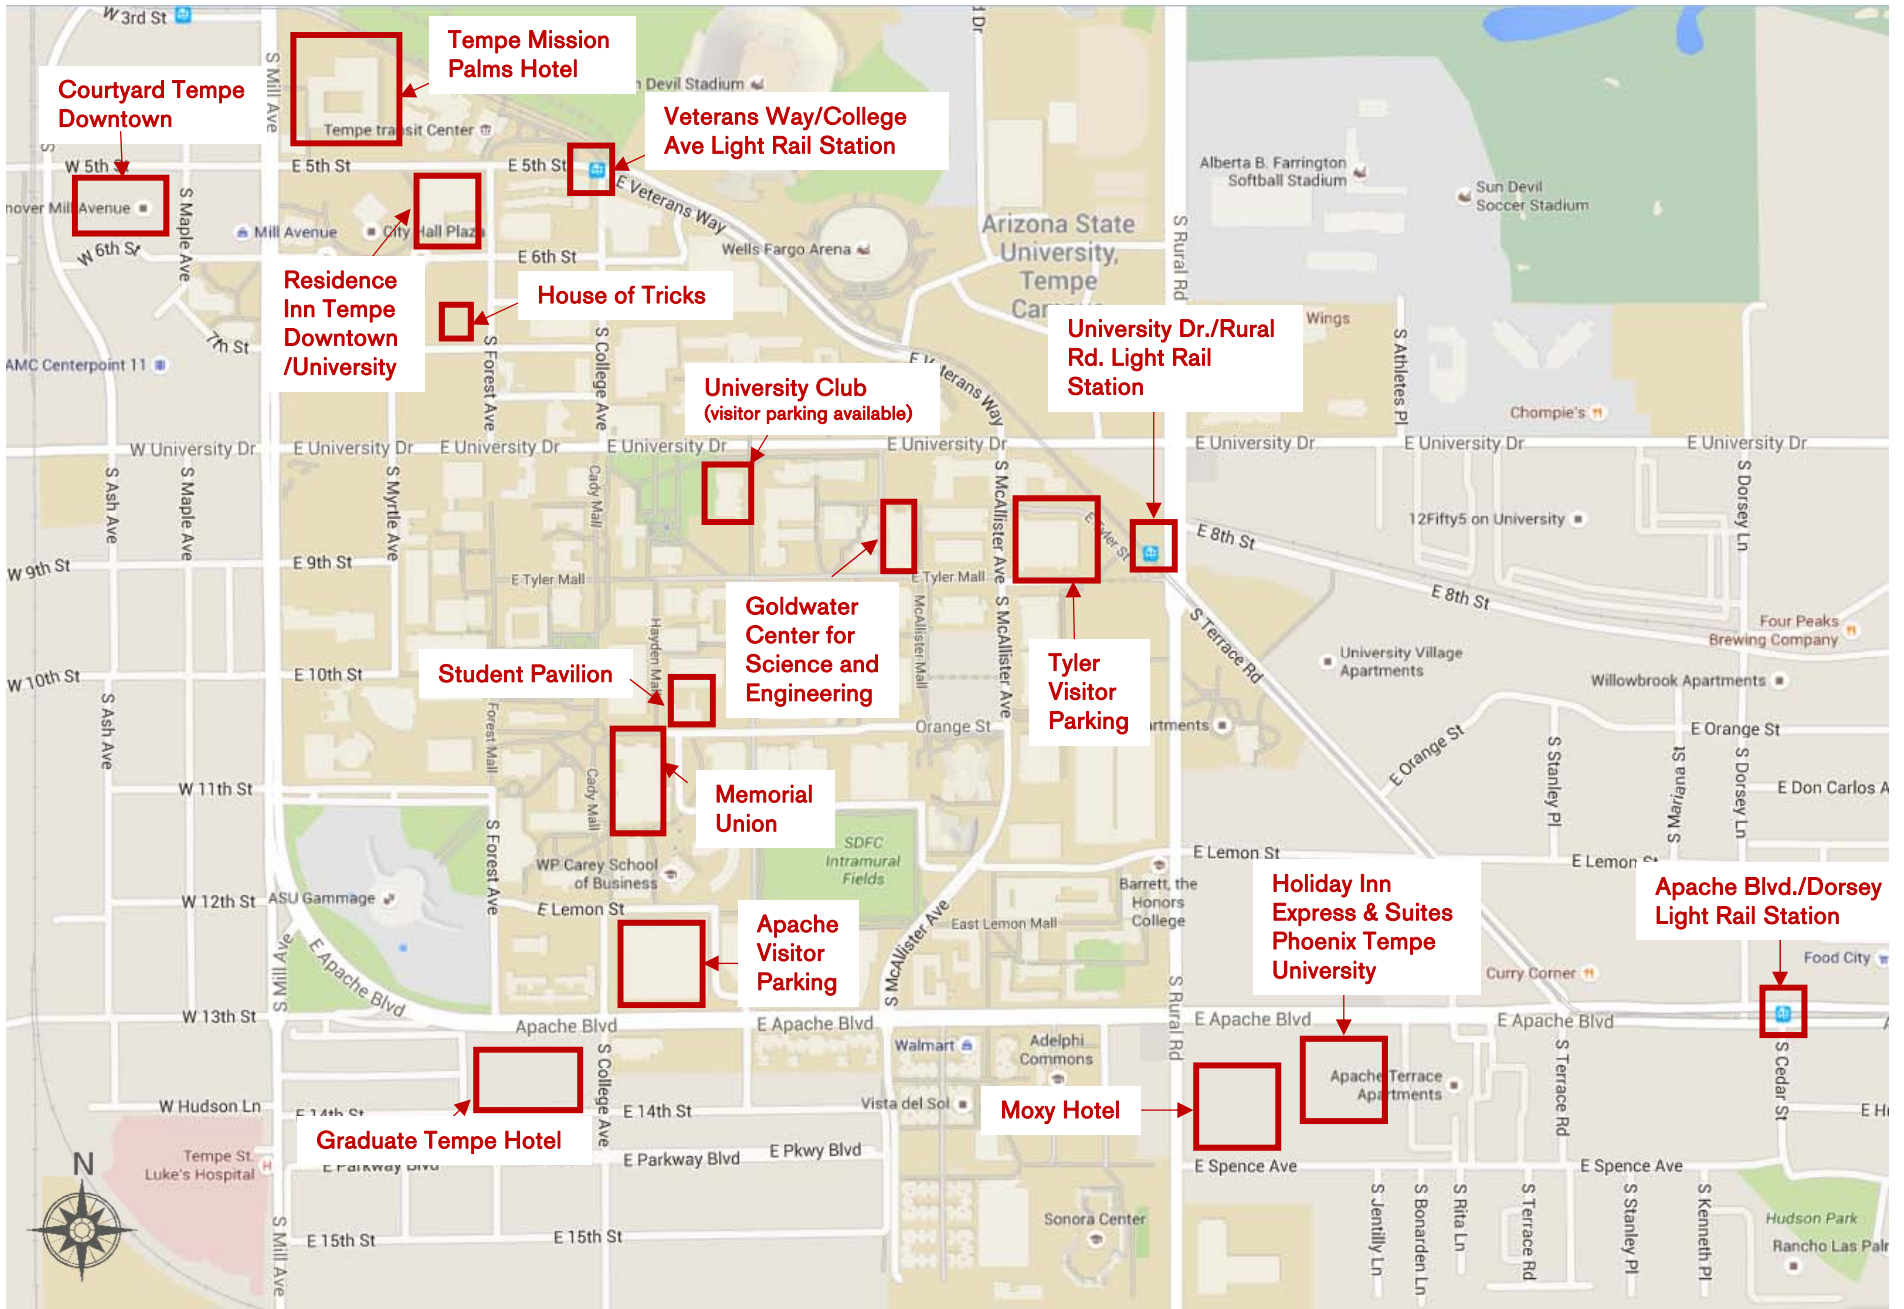 W 3rd St
S Mill Ave
Tempe Mission
Palms Hotel
Courtyard Tempe
Downtown
n Devil Stadium
Veterans Way/College
Ave Light Rail Station
Tempe transit Center
W 5th St
E 5th St
E 5th St
E Veterans Way
nover Mill Avenue
S Maple Ave
Mill Avenue
City Hall Plaza
W 6th St
E 6th St
Wells Fargo Arena
Arizona State
University,
Tempe
Campus
S Rural Rd
Alberta B. Farrington
Softball Stadium
Sun Devil
Soccer Stadium
Residence
Inn Tempe
Downtown
/University
House of Tricks
7th St
AMC Centerpoint 11
S Forest Ave
S College Ave
E Veterans Way
University Dr./Rural
Rd. Light Rail
Station
Wings
S Athletes Pl
University Club
(visitor parking available)
Chompie's
W University Dr
E University Dr
E University Dr
E University Dr
E University Dr
E University Dr
E University Dr
E University Dr
S Ash Ave
S Maple Ave
S Myrtle Ave
Cady Mall
S McAllister Ave
E Tyler St
E 8th St
12Fifty5 on University
S Dorsey Ln
W 9th St
E 9th St
E Tyler Mall
E Tyler Mall
E 8th St
Goldwater
Center for
Science and
Engineering
McAllister Mall
S McAllister Ave
Tyler
Visitor
Parking
S Terrace Rd
Four Peaks
Brewing Company
University Village
Apartments
Willowbrook Apartments
W 10th St
E 10th St
Hayden Mall
Student Pavilion
S Ash Ave
Forest Mall
Orange St
artments
E Orange St
E Orange St
S Stanley Pl
S Mariana St
S Dorsey Ln
W 11th St
Cady Mall
Memorial
Union
E Don Carlos A
S Forest Ave
WP Carey School
of Business
SDFC
Intramural
Fields
E Lemon St
E Lemon St
Barrett, the
Honors
College
Holiday Inn
Express & Suites
Phoenix Tempe
University
Apache Blvd./Dorsey
Light Rail Station
W 12th St
ASU Gammage
E Lemon St
Apache
Visitor
Parking
S McAllister Ave
East Lemon Mall
Curry Corner
Food City
S Mill Ave
E Apache Blvd
S Rural Rd
W 13th St
Apache Blvd
E Apache Blvd
E Apache Blvd
E Apache Blvd
Walmart
Adelphi
Commons
S College Ave
Apache Terrace
Apartments
S Terrace Rd
S Cedar St
W Hudson Ln
E 14th St
E 14th St
Vista del Sol
Moxy Hotel
Graduate Tempe Hotel
Tempe St.
Luke's Hospital
E Parkway Blvd
E Parkway Blvd
E Pkwy Blvd
E Spence Ave
E Spence Ave
N
S Mill Ave
E 15th St
E 15th St
Sonora Center
S Jentilly Ln
S Bonarden Ln
S Rita Ln
S Terrace Rd
S Stanley Pl
S Kenneth Pl
Hudson Park
Rancho Las Palm